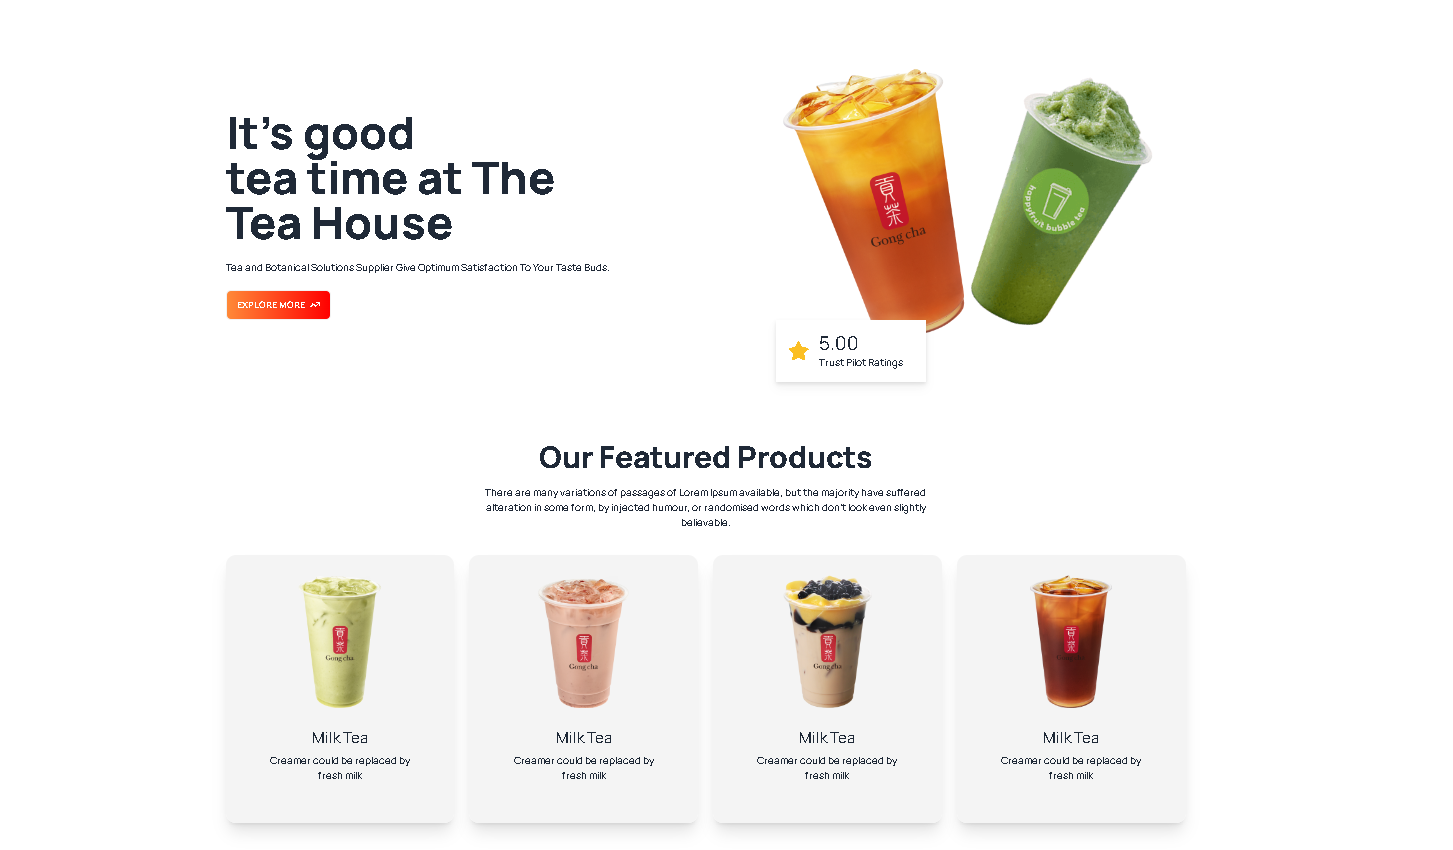 It's good
tea time at The
Tea House
Tea and Botanical Solutions Supplier Give Optimum Satisfaction To Your Taste Buds.
EXPLORE MORE
貢茶
Gong cha
happyfruit bubble tea
5.00
Trust Pilot Ratings
Our Featured Products
There are many variations of passages of Lorem Ipsum available, but the majority have suffered
alteration in some form, by injected humour, or randomised words which don't look even slightly
believable.
貢茶
Gong cha
貢茶
Gong cha
貢茶
Gong cha
貢茶
Gong cha
Milk Tea
Milk Tea
Milk Tea
Milk Tea
Creamer could be replaced by
fresh milk
Creamer could be replaced by
fresh milk
Creamer could be replaced by
fresh milk
Creamer could be replaced by
fresh milk